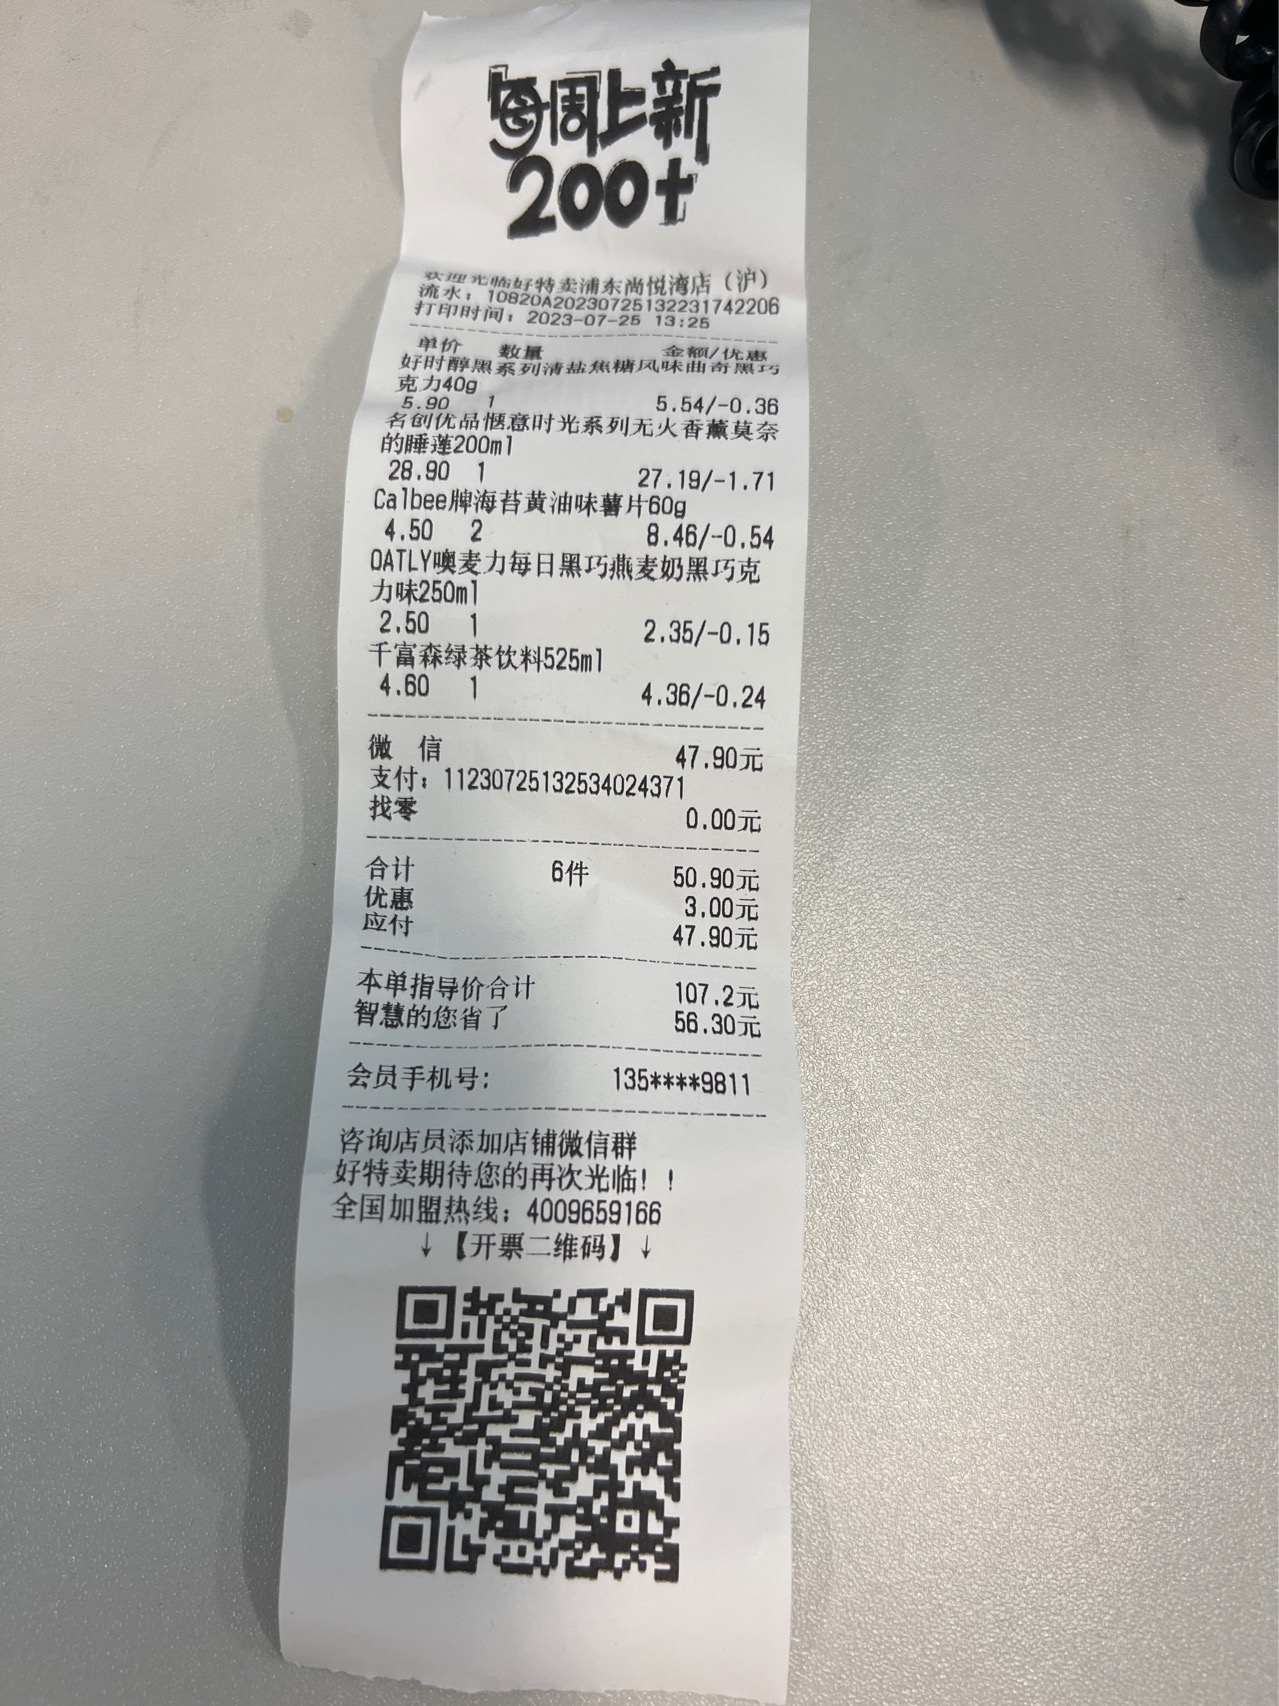 每周上新
200+
欢迎光临好特卖浦东尚悦湾店（沪）
流水：10820A20230725132231742206
打印时间：2023-07-25 13:25
单价 数量 金额/优惠
好时醇黑系列清盐焦糖风味曲奇黑巧
克力40g
5.90 1 5.54/-0.36
名创优品惬意时光系列无火香薰莫奈
的睡莲200ml
28.90 1 27.19/-1.71
Calbee牌海苔黄油味薯片60g
4.50 2 8.46/-0.54
OATLY噢麦力每日黑巧燕麦奶黑巧克
力味250ml
2.50 1 2.35/-0.15
千富森绿茶饮料525ml
4.60 1 4.36/-0.24
微 信 47.90元
支付：11230725132534024371
找零 0.00元
合计 6件 50.90元
优惠 3.00元
应付 47.90元
本单指导价合计 107.2元
智慧的您省了 56.30元
会员手机号： 135****9811
咨询店员添加店铺微信群
好特卖期待您的再次光临！！
全国加盟热线：4009659166
↓【开票二维码】↓